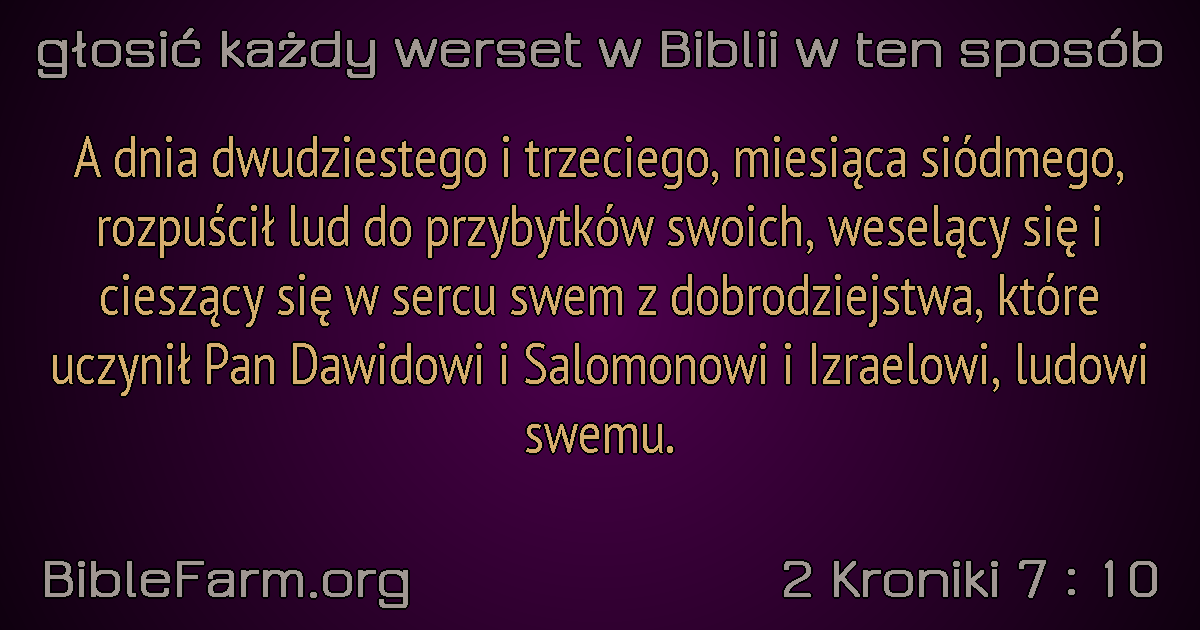 głosić każdy werset w Biblii w ten sposób
A dnia dwudziestego i trzeciego, miesiąca siódmego,
rozpuścił lud do przybytków swoich, weselący się i
cieszący się w sercu swem z dobrodziejstwa, które
uczynił Pan Dawidowi i Salomonowi i Izraelowi, ludowi
swemu.
BibleFarm.org
2 Kroniki 7 : 10